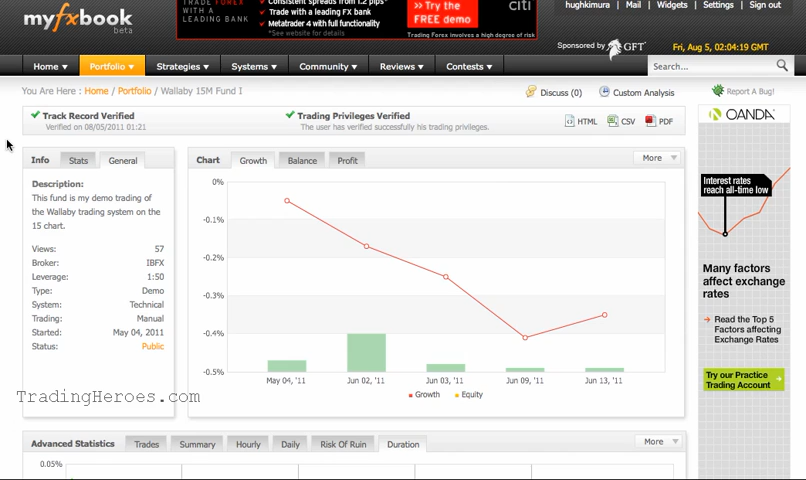 hughkimura | Mail | Widgets | Settings | Sign out
myfxbook
beta
TRADE FOREX
WITH A
LEADING BANK
Consistent spreads from 1.2 pips*
Trade with a leading FX bank
Metatrader 4 with full functionality
*See website for details
citi
>> Try the
FREE demo
Trading Forex involves a high degree of risk
Sponsored by GFT
Fri, Aug 5, 02:04:19 GMT
Home Portfolio Strategies Systems Community Reviews Contests Search...
You Are Here : Home / Portfolio / Wallaby 15M Fund I
Discuss (0) Custom Analysis Report A Bug!
Track Record Verified
Verified on 08/05/2011 01:21
Trading Privileges Verified
The user has verified successfully his trading privileges.
HTML CSV PDF
Info Stats General
Description:
This fund is my demo trading of
the Wallaby trading system on the
15 chart.
Views: 57
Broker: IBFX
Leverage: 1:50
Type: Demo
System: Technical
Trading: Manual
Started: May 04, 2011
Status: Public
TradingHeroes.com
Chart Growth Balance Profit More
0%
-0.1%
-0.2%
-0.3%
-0.4%
-0.5%
May 04, '11 Jun 02, '11 Jun 03, '11 Jun 09, '11 Jun 13, '11
Growth Equity
Advanced Statistics Trades Summary Hourly Daily Risk Of Ruin Duration More
0.05%
OANDA
Interest rates
reach all-time low
Many factors
affect exchange
rates
Read the Top 5
Factors affecting
Exchange Rates
Try our Practice
Trading Account